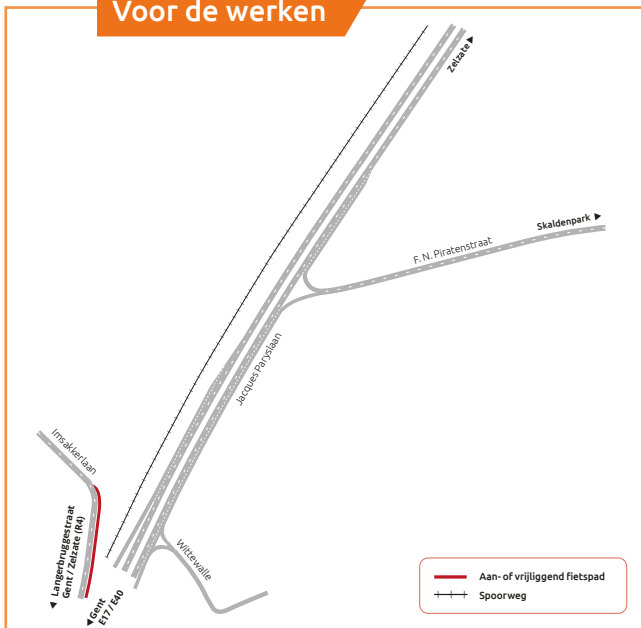 Voor de werken
Zelzate
Skaldenpark
F. N. Piratenstraat
Jacques Paryslaan
Imsakkerlaan
Langerbruggestraat
Gent / Zelzate (R4)
Gent
E17 / E40
Wittewalle
Aan- of vrijliggend fietspad
Spoorweg